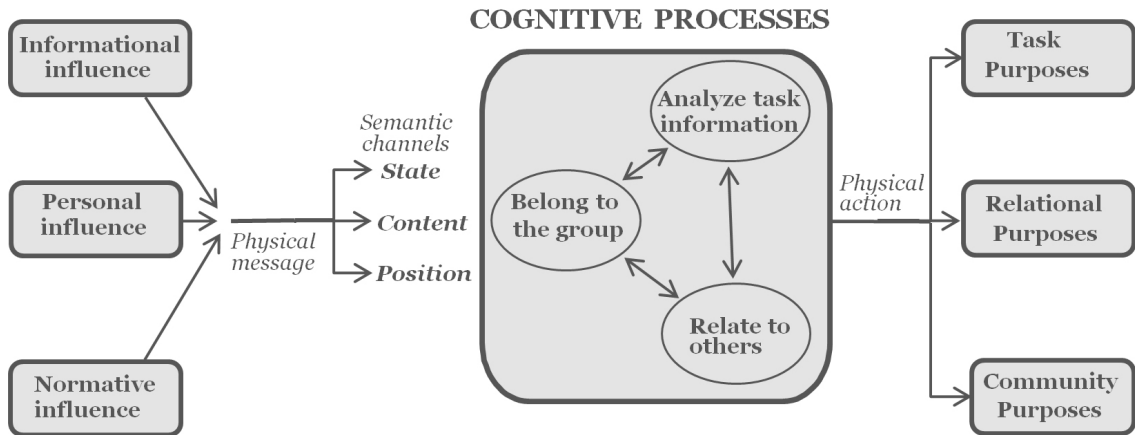 COGNITIVE PROCESSES
Informational
influence
Personal
influence
Normative
influence
Physical
message
Semantic
channels
State
Content
Position
Analyze task
information
Belong to
the group
Relate to
others
Physical
action
Task
Purposes
Relational
Purposes
Community
Purposes